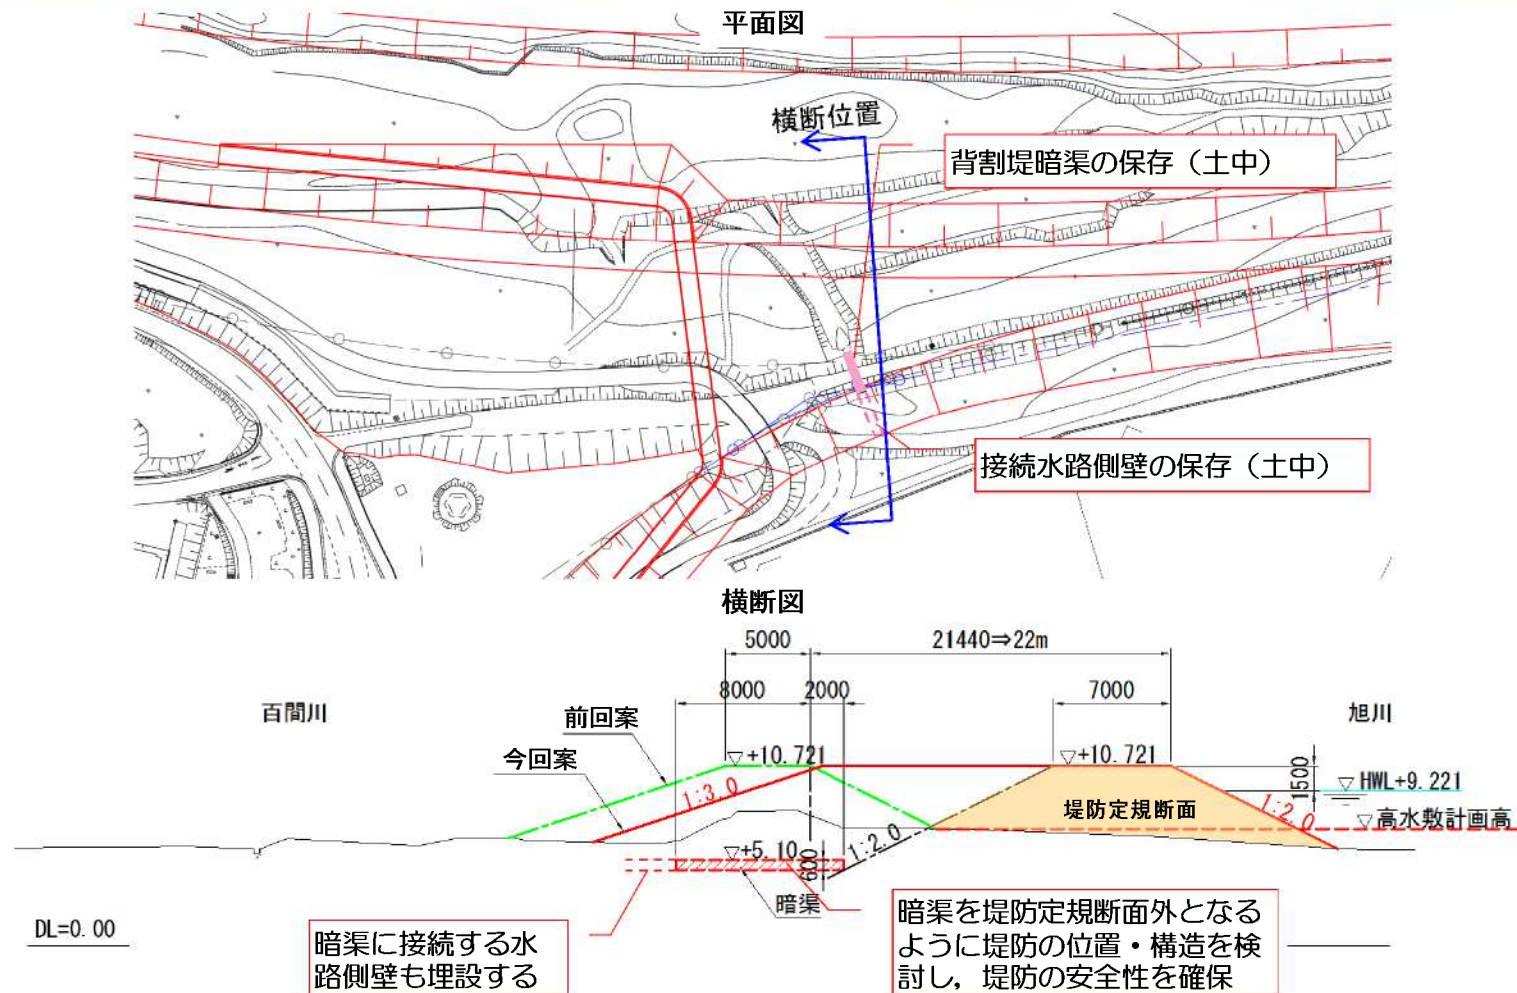 平面図
横断位置
背割堤暗渠の保存（土中）
接続水路側壁の保存（土中）
横断図
5000
21440⇒22m
8000
2000
7000
百間川
前回案
旭川
今回案
▽+10.721
▽+10.721
1500
▽HWL+9.221
1:3.0
堤防定規断面
1:2.0
▽高水敷計画高
▽+5.10
1:2.0
600
暗渠
DL=0.00
暗渠に接続する水
路側壁も埋設する
暗渠を堤防定規断面外となる
ように堤防の位置・構造を検
討し，堤防の安全性を確保